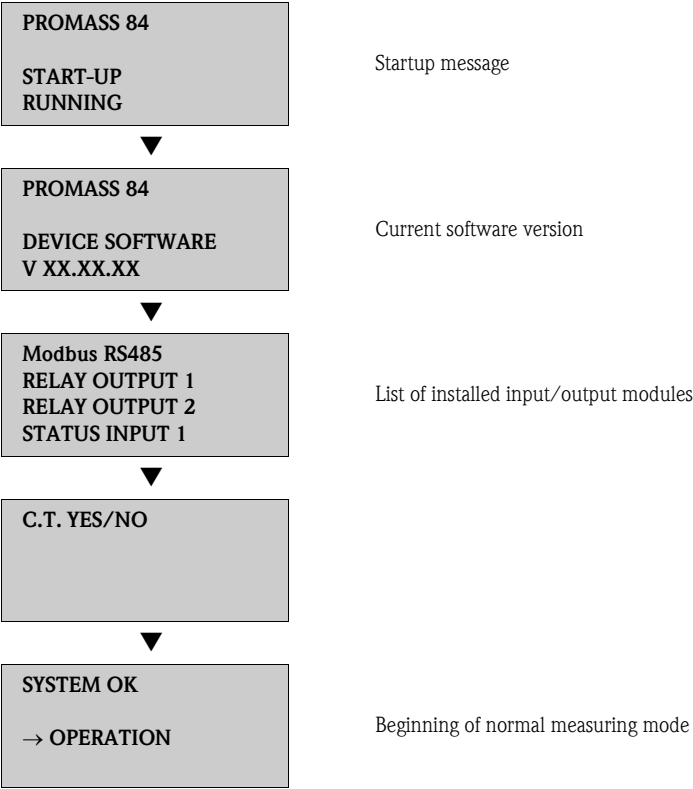 PROMASS 84
START-UP
RUNNING
Startup message
PROMASS 84
DEVICE SOFTWARE
V XX.XX.XX
Current software version
Modbus RS485
RELAY OUTPUT 1
RELAY OUTPUT 2
STATUS INPUT 1
List of installed input/output modules
C.T. YES/NO
SYSTEM OK
→ OPERATION
Beginning of normal measuring mode